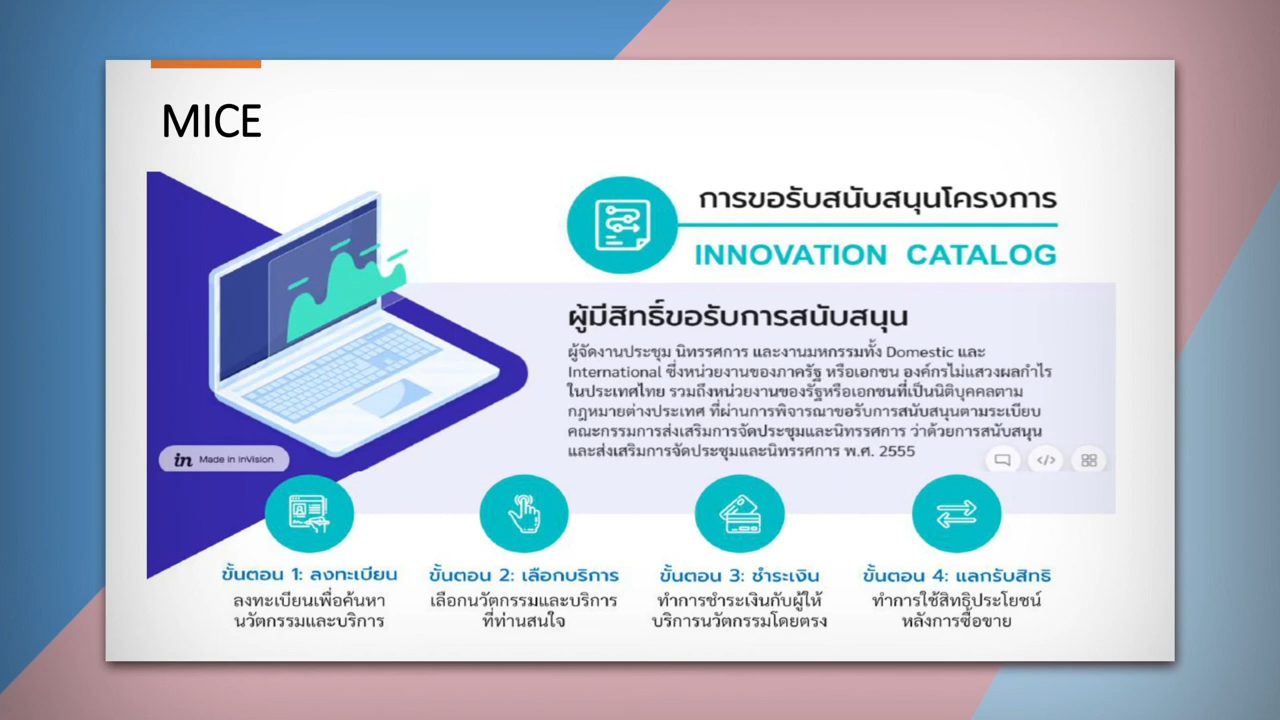 MICE
การขอรับสนับสนุนโครงการ
INNOVATION CATALOG
ผู้มีสิทธิ์ขอรับการสนับสนุน
ผู้จัดงานประชุม นิทรรศการ และงานมหกรรมทั้ง Domestic และ
International ซึ่งหน่วยงานของภาครัฐ หรือเอกชน องค์กรไม่แสวงผลกำไร
ในประเทศไทย รวมถึงหน่วยงานของรัฐหรือเอกชนที่เป็นนิติบุคคลตาม
กฎหมายต่างประเทศ ที่ผ่านการพิจารณาขอรับการสนับสนุนตามระเบียบ
คณะกรรมการส่งเสริมการจัดประชุมและนิทรรศการ ว่าด้วยการสนับสนุน
และส่งเสริมการจัดประชุมและนิทรรศการ พ.ศ. 2555
in Made in InVision
ขั้นตอน 1: ลงทะเบียน
ลงทะเบียนเพื่อค้นหา
นวัตกรรมและบริการ
ขั้นตอน 2: เลือกบริการ
เลือกนวัตกรรมและบริการ
ที่ท่านสนใจ
ขั้นตอน 3: ชำระเงิน
ทำการชำระเงินกับผู้ให้
บริการนวัตกรรมโดยตรง
ขั้นตอน 4: แลกรับสิทธิ
ทำการใช้สิทธิประโยชน์
หลังการซื้อขาย